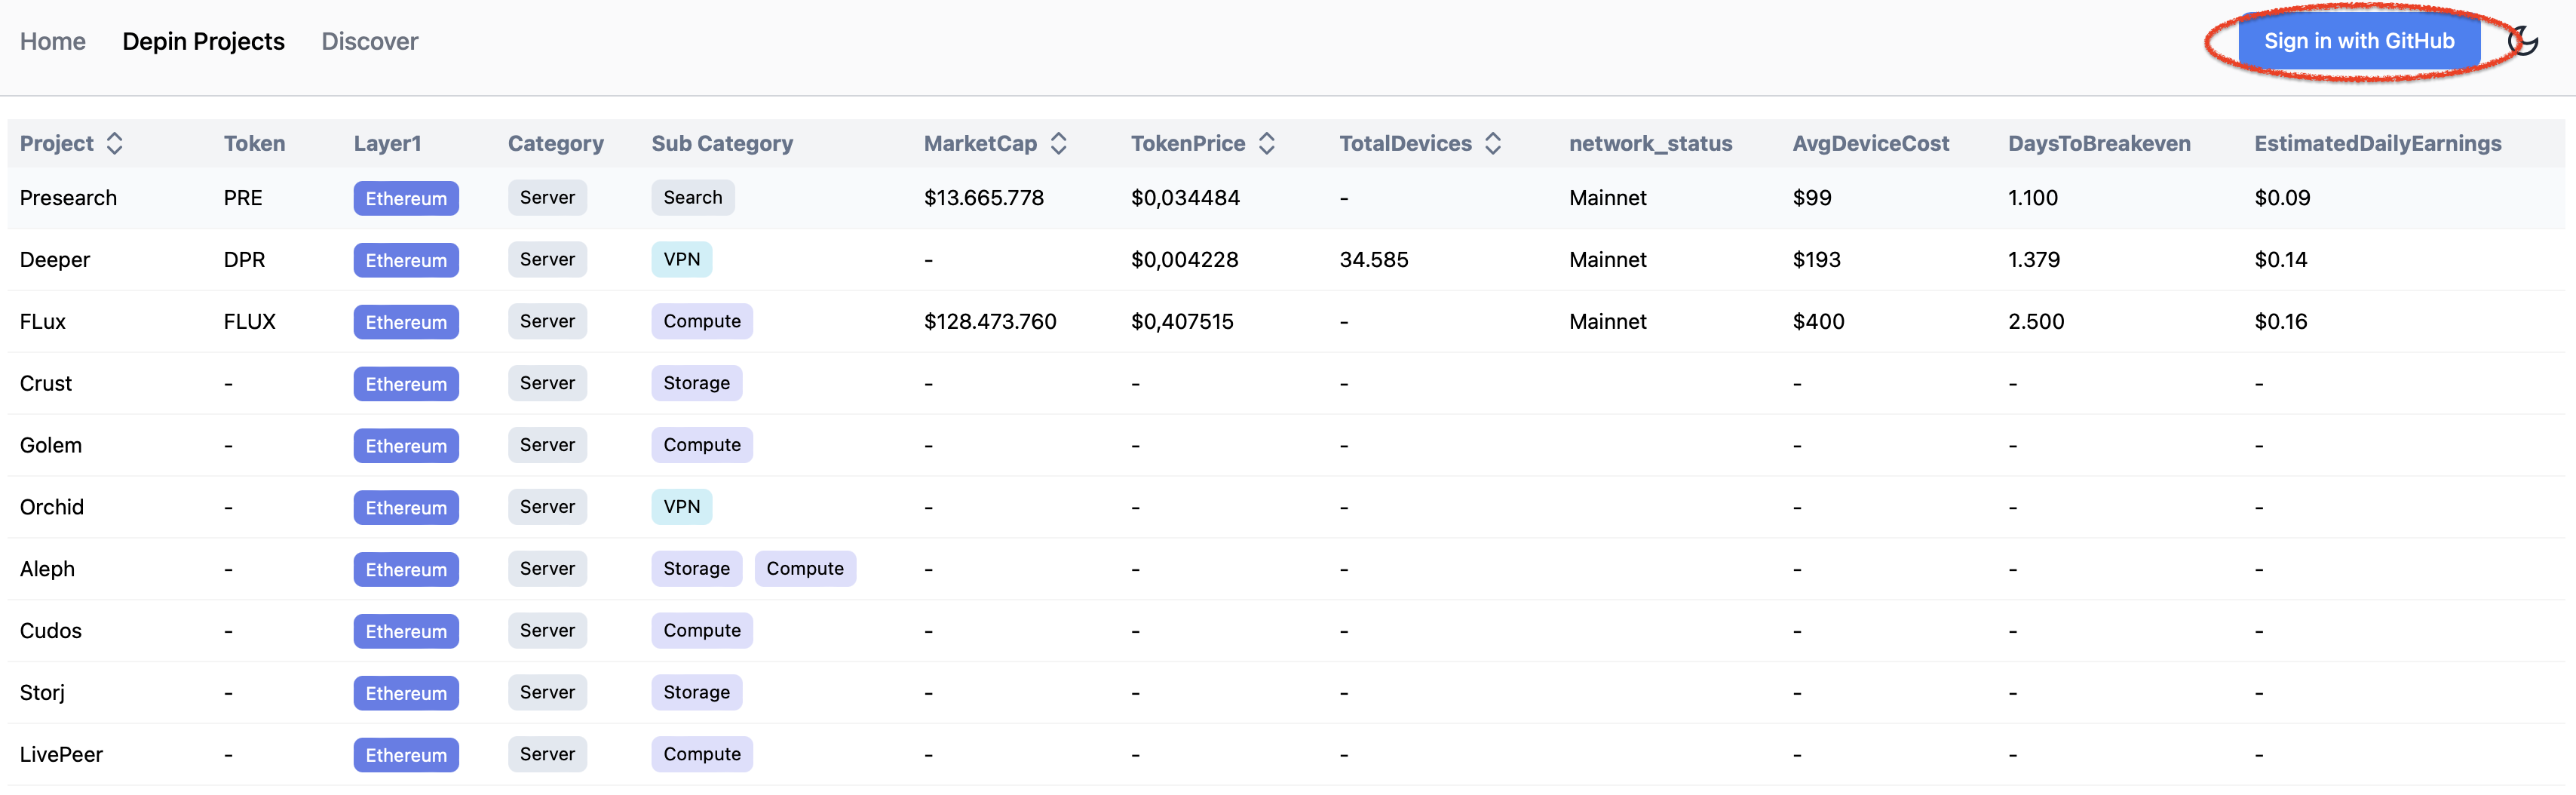 Home Depin Projects Discover Sign in with GitHub
Project Token Layer1 Category Sub Category MarketCap TokenPrice TotalDevices network_status AvgDeviceCost DaysToBreakeven EstimatedDailyEarnings
Presearch PRE Ethereum Server Search $13.665.778 $0,034484 - Mainnet $99 1.100 $0.09
Deeper DPR Ethereum Server VPN - $0,004228 34.585 Mainnet $193 1.379 $0.14
FLux FLUX Ethereum Server Compute $128.473.760 $0,407515 - Mainnet $400 2.500 $0.16
Crust - Ethereum Server Storage - - - - - -
Golem - Ethereum Server Compute - - - - - -
Orchid - Ethereum Server VPN - - - - - -
Aleph - Ethereum Server Storage Compute - - - - - -
Cudos - Ethereum Server Compute - - - - - -
Storj - Ethereum Server Storage - - - - - -
LivePeer - Ethereum Server Compute - - - - - -